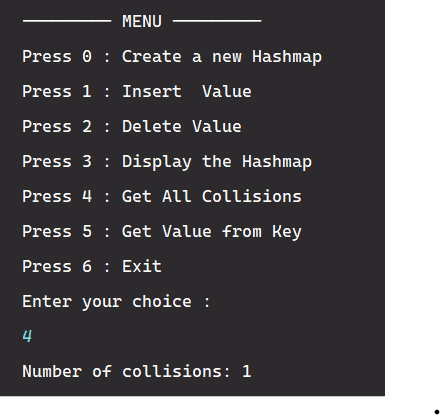 --------- MENU ---------
Press 0 : Create a new Hashmap
Press 1 : Insert  Value
Press 2 : Delete Value
Press 3 : Display the Hashmap
Press 4 : Get All Collisions
Press 5 : Get Value from Key
Press 6 : Exit
Enter your choice :
4
Number of collisions: 1
.